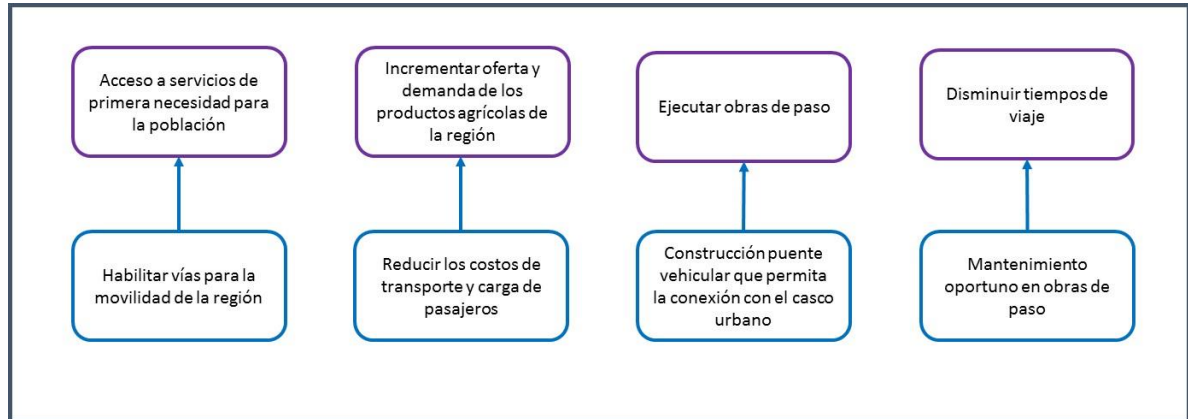 Acceso a servicios de
primera necesidad para
la población
Incrementar oferta y
demanda de los
productos agrícolas de
la región
Ejecutar obras de paso
Disminuir tiempos de
viaje
Habilitar vías para la
movilidad de la región
Reducir los costos de
transporte y carga de
pasajeros
Construcción puente
vehicular que permita
la conexión con el casco
urbano
Mantenimiento
oportuno en obras de
paso